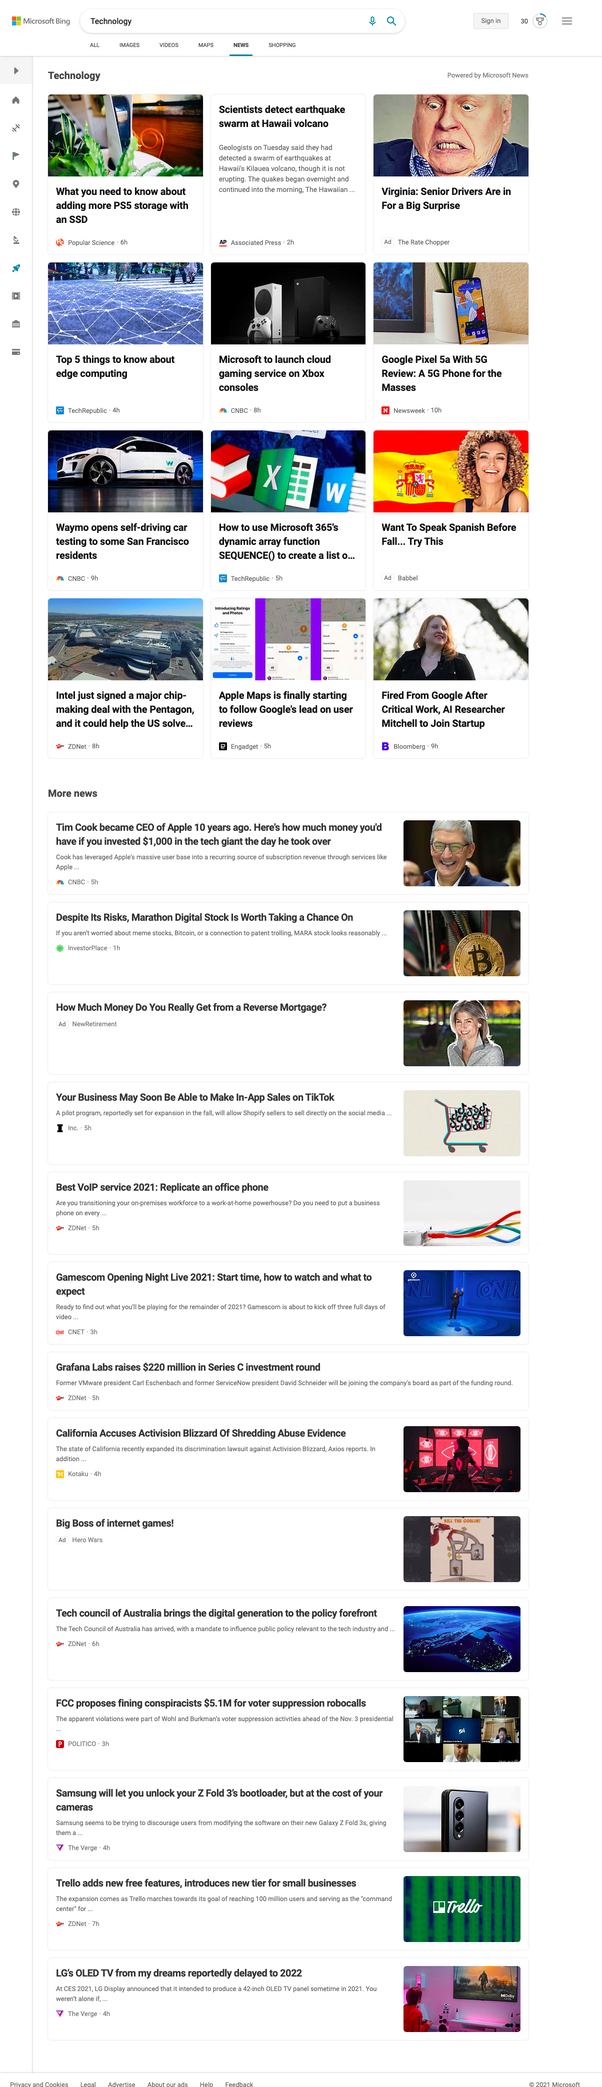 Microsoft Bing
Technology
Sign in
30
ALL
IMAGES
VIDEOS
MAPS
NEWS
SHOPPING
Technology
Powered by Microsoft News
What you need to know about
adding more PS5 storage with
an SSD
Popular Science · 6h
Scientists detect earthquake
swarm at Hawaii volcano
Geologists on Tuesday said they had
detected a swarm of earthquakes at
Hawaii's Kilauea volcano, though it is not
erupting. The quakes began overnight and
continued into the morning, The Hawaiian ...
AP Associated Press · 2h
Virginia: Senior Drivers Are in
For a Big Surprise
Ad The Rate Chopper
Top 5 things to know about
edge computing
TechRepublic · 4h
Microsoft to launch cloud
gaming service on Xbox
consoles
CNBC · 8h
Google Pixel 5a With 5G
Review: A 5G Phone for the
Masses
N Newsweek · 10h
Waymo opens self-driving car
testing to some San Francisco
residents
CNBC · 9h
X
W
How to use Microsoft 365's
dynamic array function
SEQUENCE() to create a list o...
TechRepublic · 5h
Want To Speak Spanish Before
Fall... Try This
Ad Babbel
Intel just signed a major chip-
making deal with the Pentagon,
and it could help the US solve...
ZDNet · 8h
Introducing Ratings
and Photos
Apple Maps is finally starting
to follow Google's lead on user
reviews
Engadget · 5h
Fired From Google After
Critical Work, AI Researcher
Mitchell to Join Startup
B Bloomberg · 9h
More news
Tim Cook became CEO of Apple 10 years ago. Here's how much money you'd
have if you invested $1,000 in the tech giant the day he took over
Cook has leveraged Apple's massive user base into a recurring source of subscription revenue through services like
Apple ...
CNBC · 5h
Despite Its Risks, Marathon Digital Stock Is Worth Taking a Chance On
If you aren't worried about meme stocks, Bitcoin, or a connection to patent trolling, MARA stock looks reasonably ...
InvestorPlace · 1h
How Much Money Do You Really Get from a Reverse Mortgage?
Ad NewRetirement
Your Business May Soon Be Able to Make In-App Sales on TikTok
A pilot program, reportedly set for expansion in the fall, will allow Shopify sellers to sell directly on the social media ...
Inc. · 5h
Best VoIP service 2021: Replicate an office phone
Are you transitioning your on-premises workforce to a work-at-home powerhouse? Do you need to put a business
phone on every ...
ZDNet · 5h
Gamescom Opening Night Live 2021: Start time, how to watch and what to
expect
Ready to find out what you'll be playing for the remainder of 2021? Gamescom is about to kick off three full days of
video ...
CNET · 3h
Grafana Labs raises $220 million in Series C investment round
Former VMware president Carl Eschenbach and former ServiceNow president David Schneider will be joining the company's board as part of the funding round.
ZDNet · 5h
California Accuses Activision Blizzard Of Shredding Abuse Evidence
The state of California recently expanded its discrimination lawsuit against Activision Blizzard, Axios reports. In
addition ...
Kotaku · 4h
Big Boss of internet games!
Ad Hero Wars
KILL THE GOBLIN!
Tech council of Australia brings the digital generation to the policy forefront
The Tech Council of Australia has arrived, with a mandate to influence public policy relevant to the tech industry and ...
ZDNet · 6h
FCC proposes fining conspiracists $5.1M for voter suppression robocalls
The apparent violations were part of Wohl and Burkman's voter suppression activities ahead of the Nov. 3 presidential
...
POLITICO · 3h
Samsung will let you unlock your Z Fold 3's bootloader, but at the cost of your
cameras
Samsung seems to be trying to discourage users from modifying the software on their new Galaxy Z Fold 3s, giving
them a ...
The Verge · 4h
Trello adds new free features, introduces new tier for small businesses
The expansion comes as Trello marches towards its goal of reaching 100 million users and serving as the "command
center" for ...
ZDNet · 7h
Trello
LG's OLED TV from my dreams reportedly delayed to 2022
At CES 2021, LG Display announced that it intended to produce a 42-inch OLED TV panel sometime in 2021. You
weren't alone if, ...
The Verge · 4h
Privacy and Cookies
Legal
Advertise
About our ads
Help
Feedback
© 2021 Microsoft